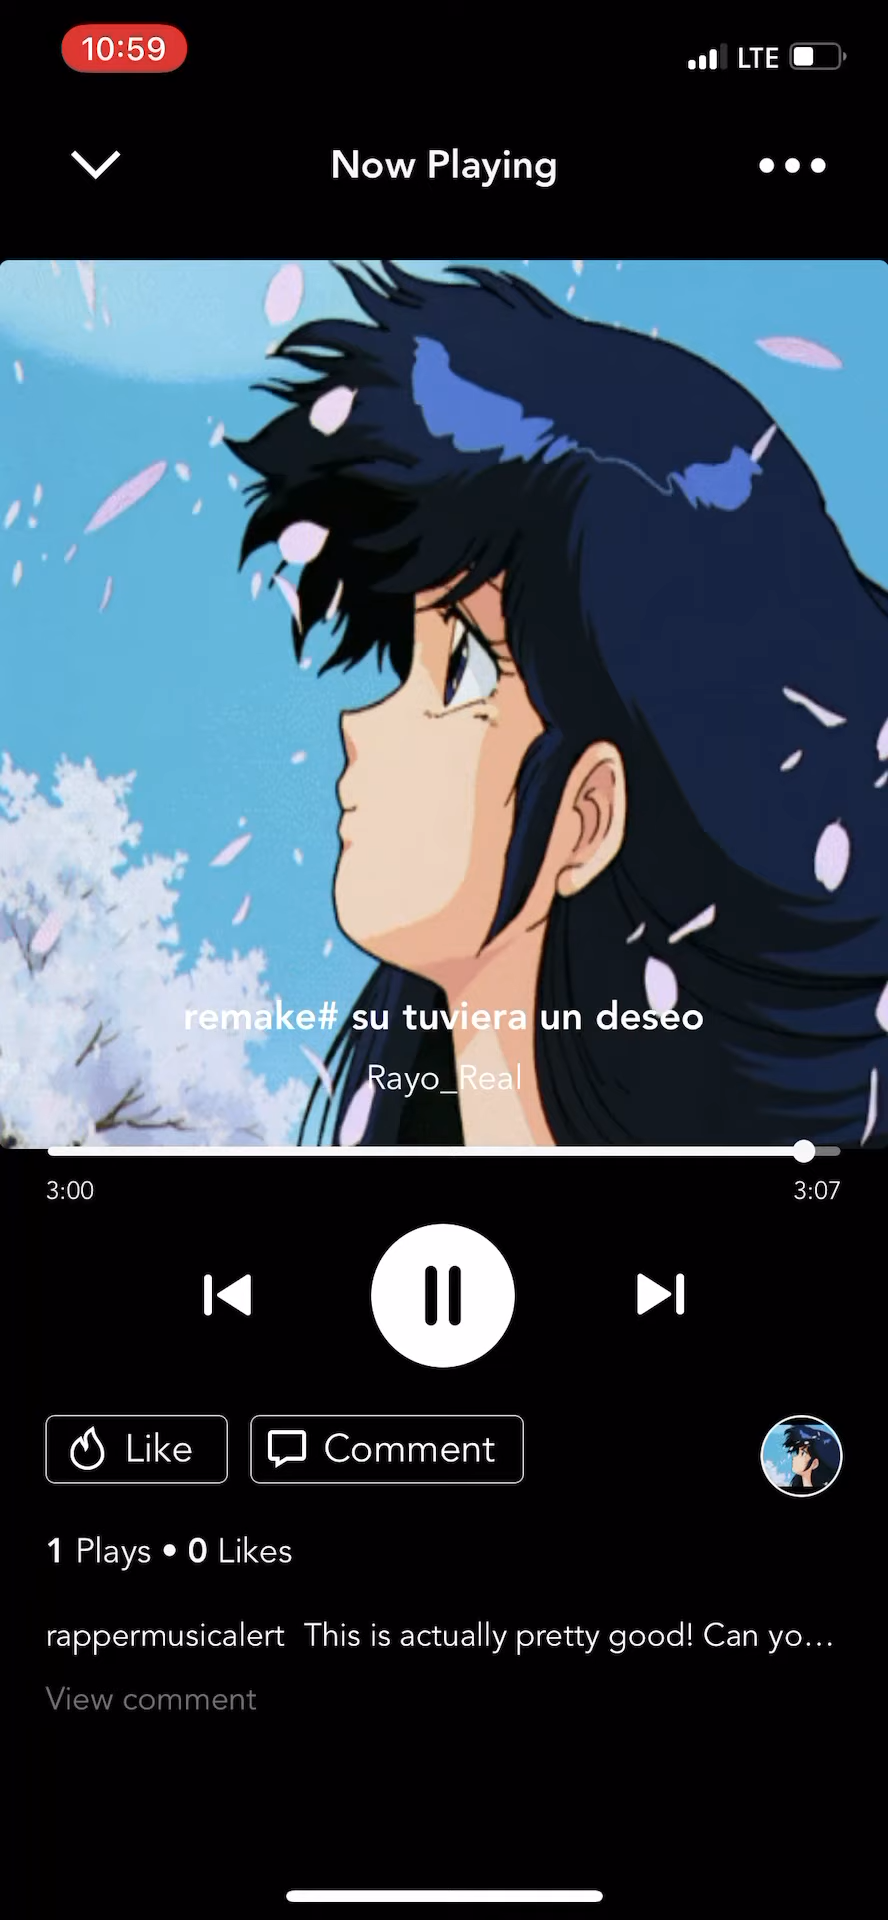 10:59
LTE
Now Playing
remake# su tuviera un deseo
Rayo_Real
3:00
3:07
Like
Comment
1 Plays • 0 Likes
rappermusicalert This is actually pretty good! Can yo...
View comment